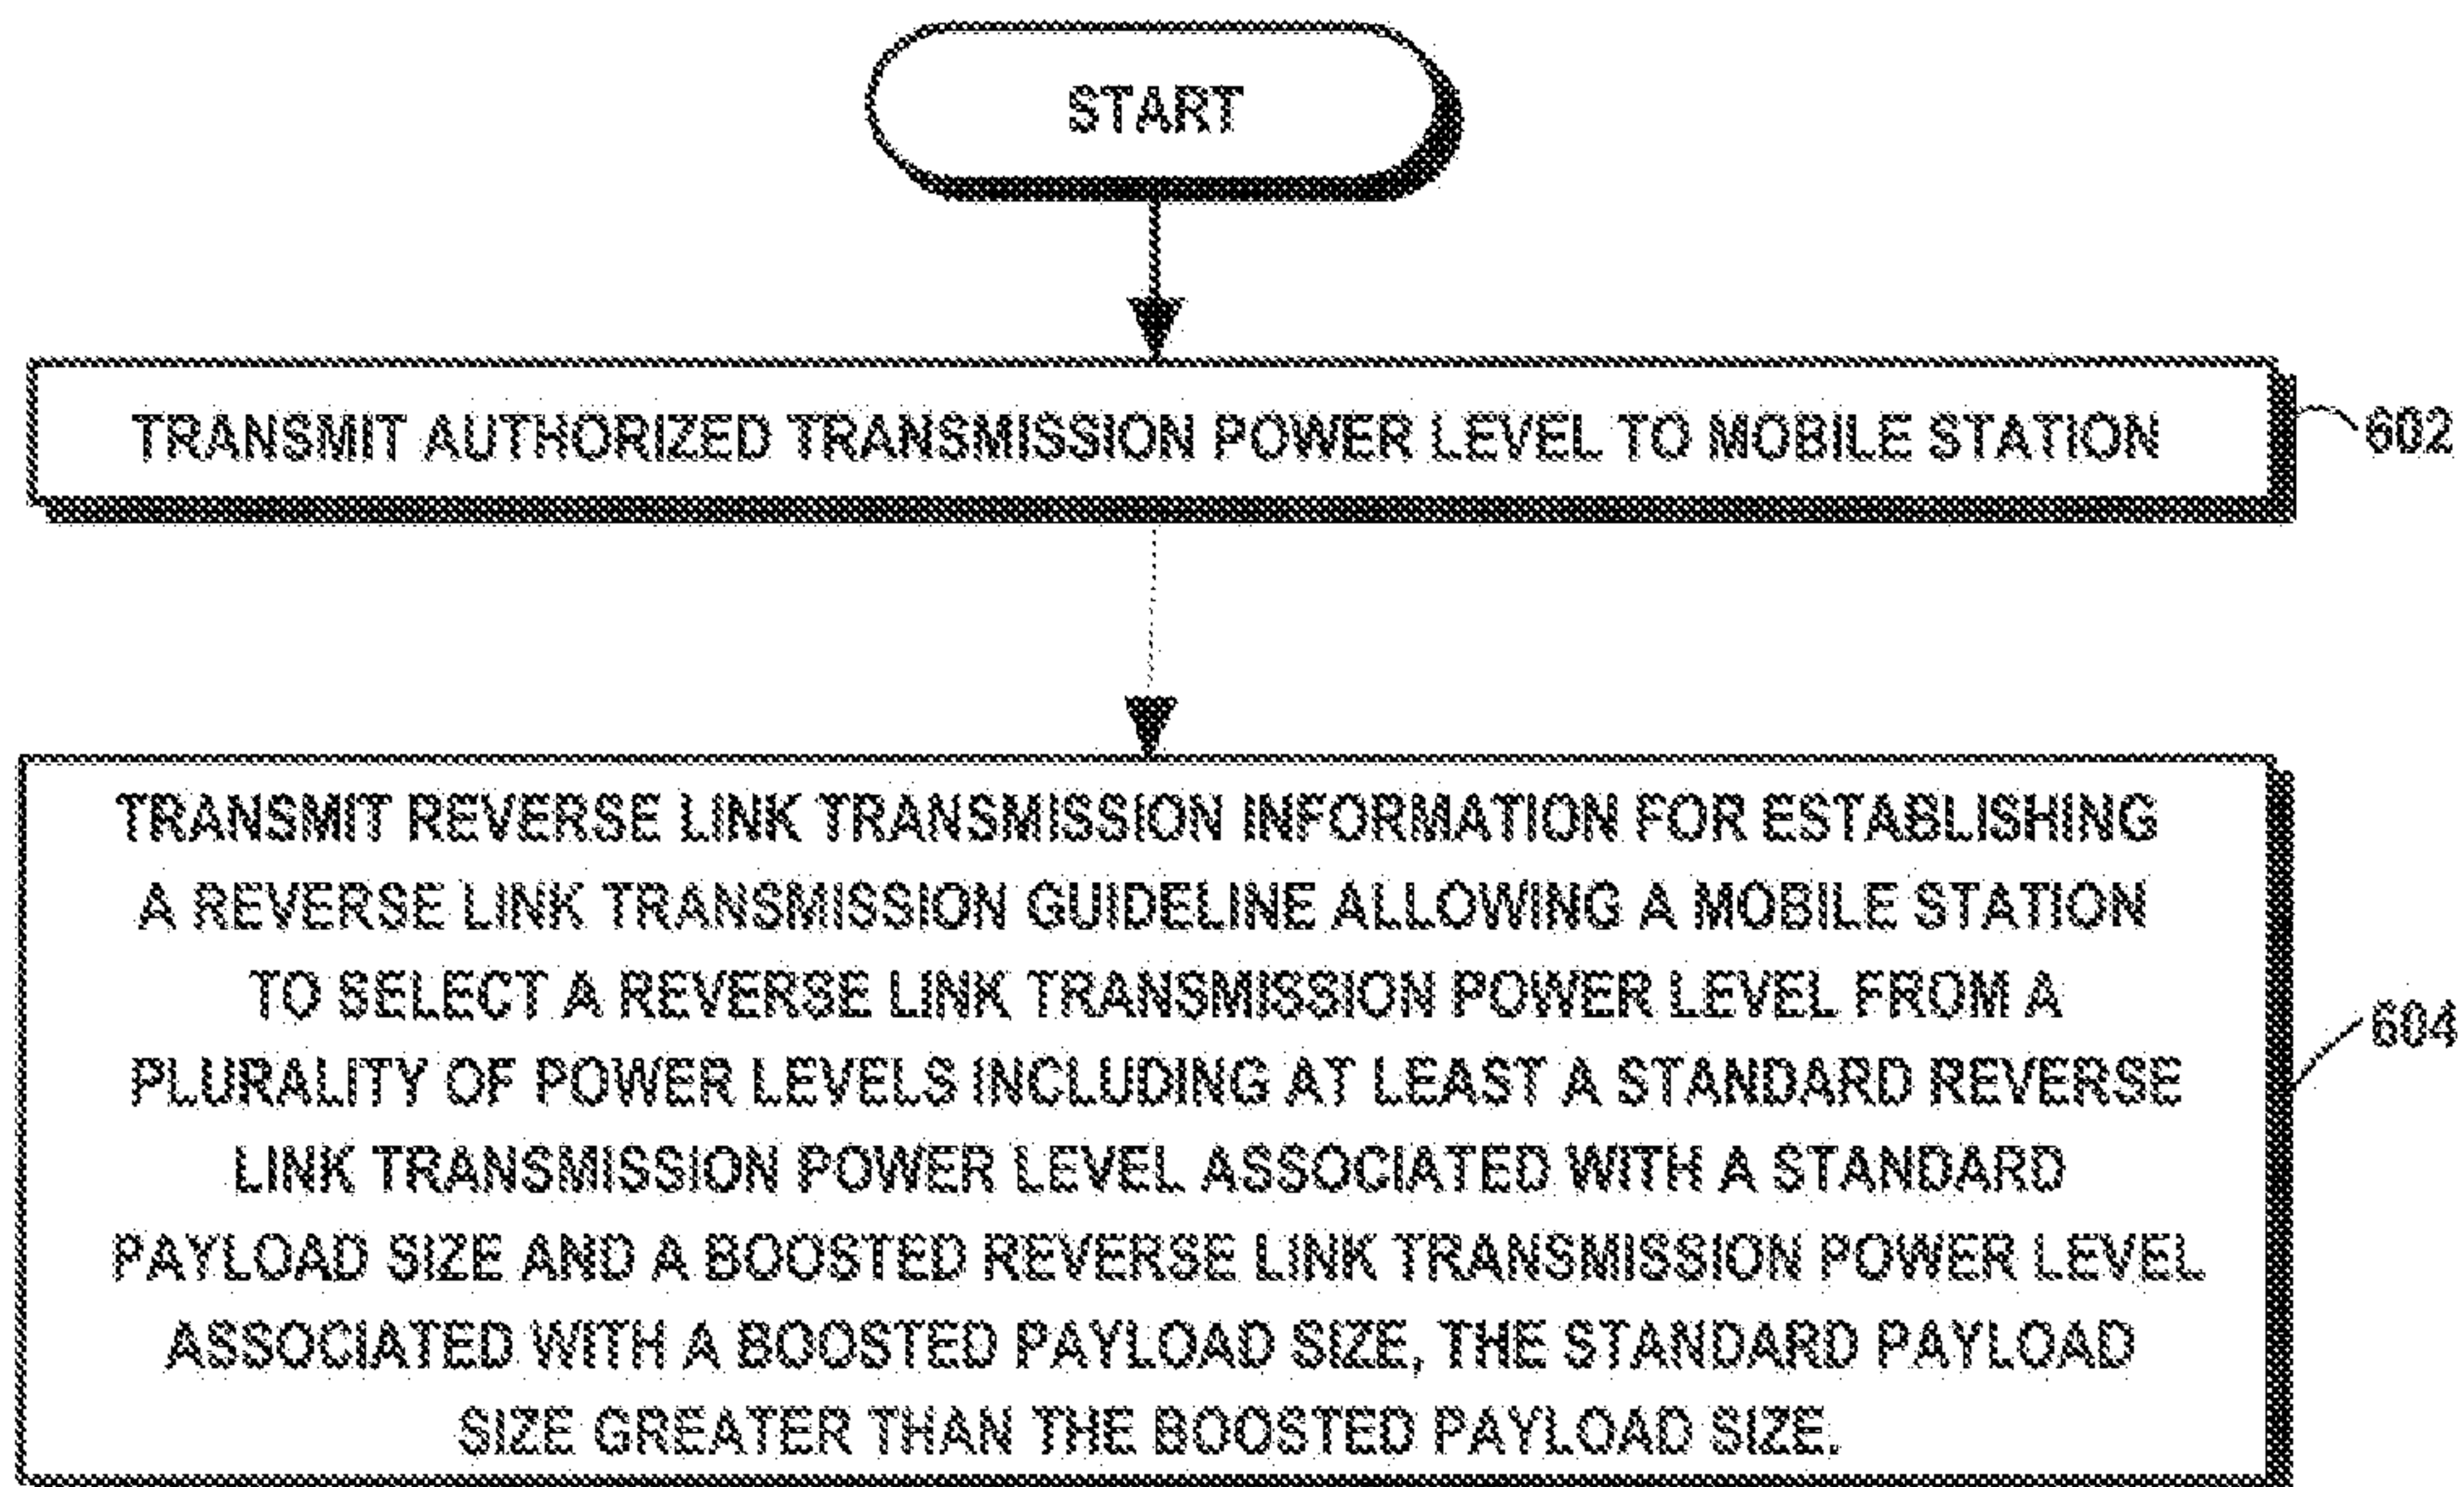 START
TRANSMIT AUTHORIZED TRANSMISSION POWER LEVEL TO MOBILE STATION
602
TRANSMIT REVERSE LINK TRANSMISSION INFORMATION FOR ESTABLISHING
A REVERSE LINK TRANSMISSION GUIDELINE ALLOWING A MOBILE STATION
TO SELECT A REVERSE LINK TRANSMISSION POWER LEVEL FROM A
PLURALITY OF POWER LEVELS INCLUDING AT LEAST A STANDARD REVERSE
LINK TRANSMISSION POWER LEVEL ASSOCIATED WITH A STANDARD
PAYLOAD SIZE AND A BOOSTED REVERSE LINK TRANSMISSION POWER LEVEL
ASSOCIATED WITH A BOOSTED PAYLOAD SIZE, THE STANDARD PAYLOAD
SIZE GREATER THAN THE BOOSTED PAYLOAD SIZE.
604